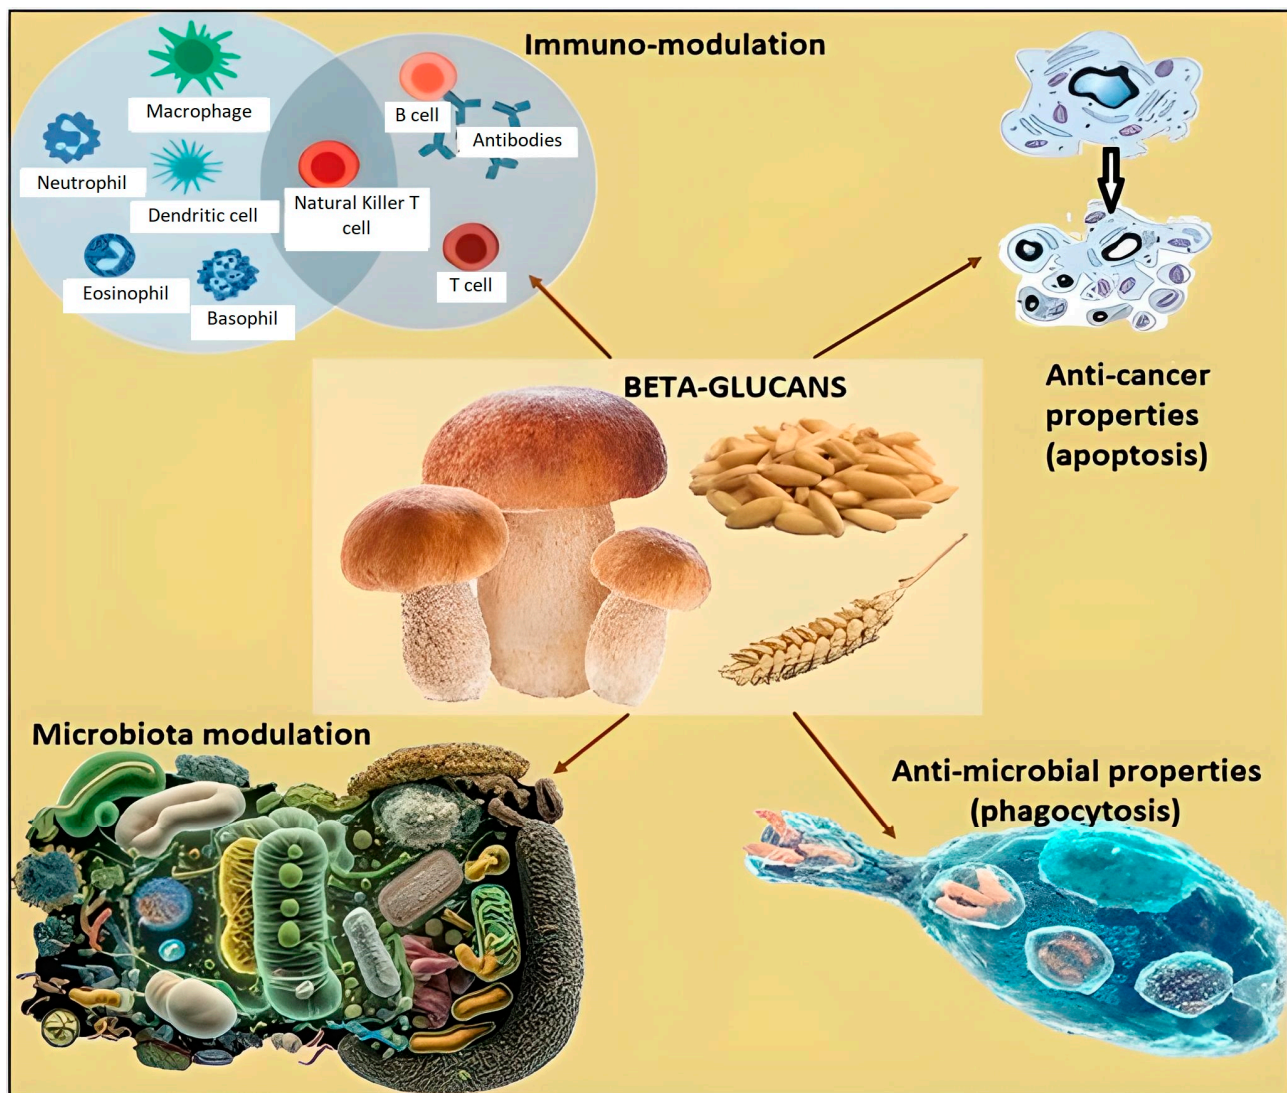 Immuno-modulation
Macrophage
B cell
Antibodies
Neutrophil
Dendritic cell
Natural Killer T
cell
Eosinophil
Basophil
T cell
BETA-GLUCANS
Anti-cancer
properties
(apoptosis)
Microbiota modulation
Anti-microbial properties
(phagocytosis)